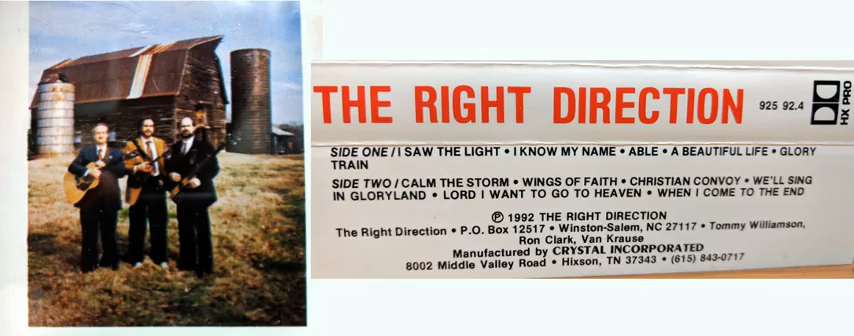 THE RIGHT DIRECTION
925 92.4
HX PRO
SIDE ONE / I SAW THE LIGHT • I KNOW MY NAME • ABLE • A BEAUTIFUL LIFE • GLORY
TRAIN
SIDE TWO / CALM THE STORM • WINGS OF FAITH • CHRISTIAN CONVOY • WE'LL SING
IN GLORYLAND • LORD I WANT TO GO TO HEAVEN • WHEN I COME TO THE END
Ⓟ 1992 THE RIGHT DIRECTION
The Right Direction • P.O. Box 12517 • Winston-Salem, NC 27117 • Tommy Williamson,
Ron Clark, Van Krause
Manufactured by CRYSTAL INCORPORATED
8002 Middle Valley Road • Hixson, TN 37343 • (615) 843-0717